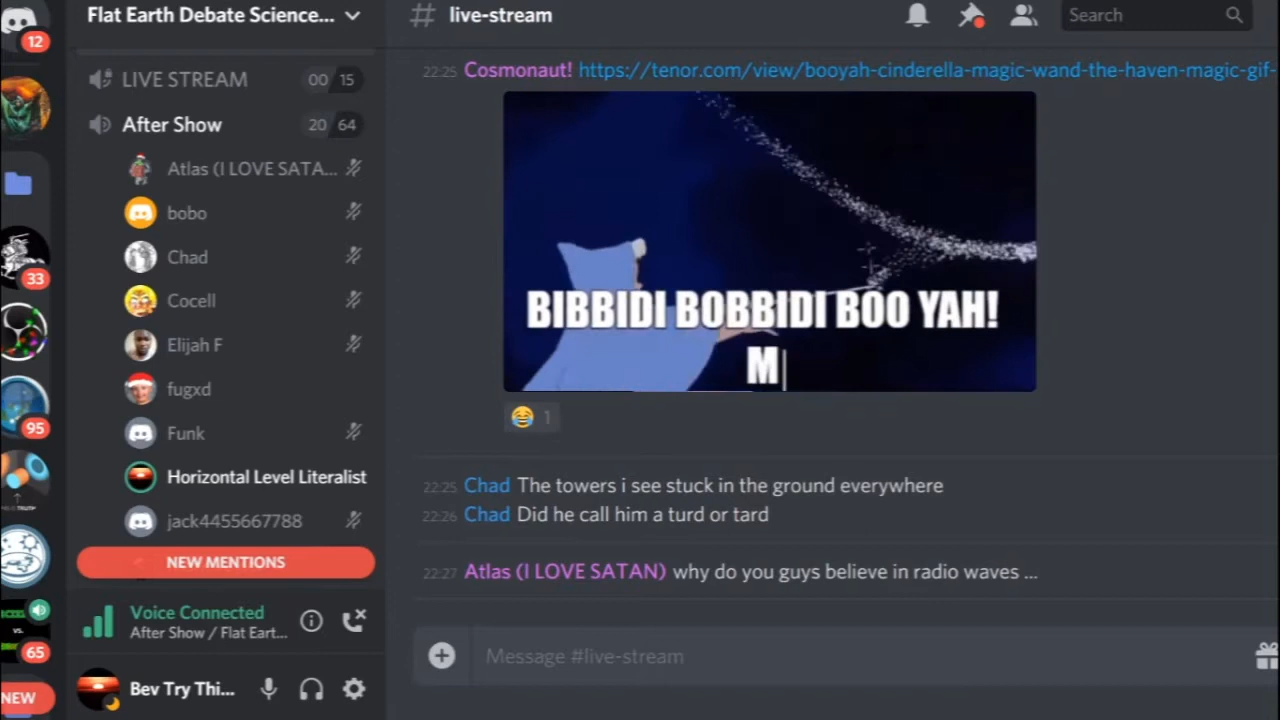 12
33
95
65
NEW
Flat Earth Debate Science...
LIVE STREAM 00 15
After Show 20 64
Atlas (I LOVE SATA...
bobo
Chad
Cocell
Elijah F
fugxd
Funk
Horizontal Level Literalist
jack4455667788
NEW MENTIONS
Voice Connected
After Show / Flat Eart...
Bev Try Thi...
# live-stream
Search
22:25 Cosmonaut! https://tenor.com/view/booyah-cinderella-magic-wand-the-haven-magic-gif-
BIBBIDI BOBBIDI BOO YAH!
M
😂 1
22:25 Chad The towers i see stuck in the ground everywhere
22:26 Chad Did he call him a turd or tard
22:27 Atlas (I LOVE SATAN) why do you guys believe in radio waves ...
Message #live-stream